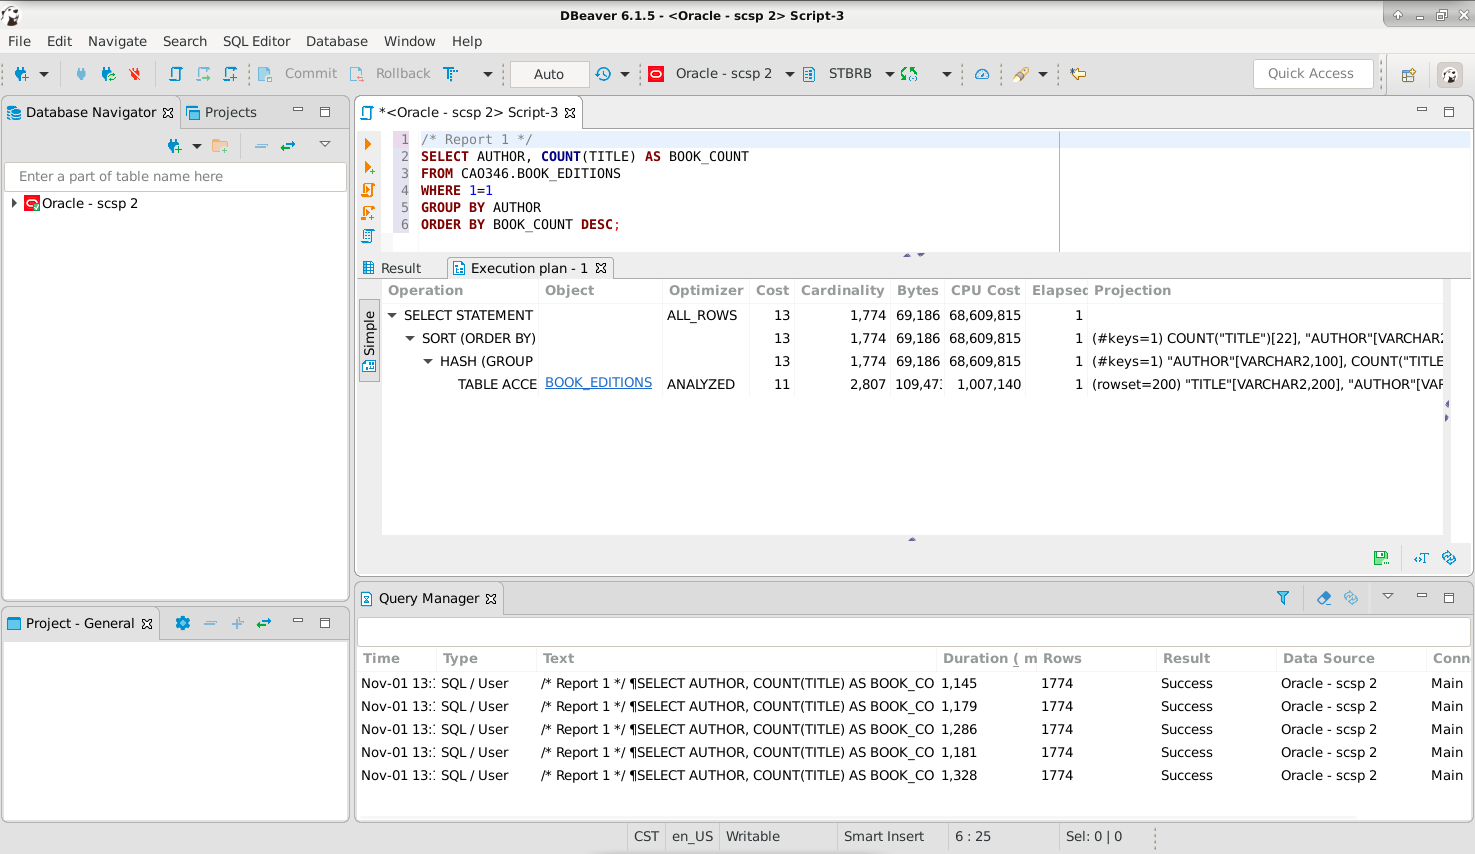 DBeaver 6.1.5 - <Oracle - scsp 2> Script-3
File Edit Navigate Search SQL Editor Database Window Help
Commit Rollback Auto Oracle - scsp 2 STBRB Quick Access
Database Navigator Projects
Enter a part of table name here
Oracle - scsp 2
*<Oracle - scsp 2> Script-3
1 /* Report 1 */
2 SELECT AUTHOR, COUNT(TITLE) AS BOOK_COUNT
3 FROM CAO346.BOOK_EDITIONS
4 WHERE 1=1
5 GROUP BY AUTHOR
6 ORDER BY BOOK_COUNT DESC;
Result Execution plan - 1
Simple
Operation Object Optimizer Cost Cardinality Bytes CPU Cost Elapsed Projection
SELECT STATEMENT ALL_ROWS 13 1,774 69,186 68,609,815 1
SORT (ORDER BY) 13 1,774 69,186 68,609,815 1 (#keys=1) COUNT("TITLE")[22], "AUTHOR"[VARCHAR2
HASH (GROUP 13 1,774 69,186 68,609,815 1 (#keys=1) "AUTHOR"[VARCHAR2,100], COUNT("TITLE
TABLE ACCE BOOK_EDITIONS ANALYZED 11 2,807 109,473 1,007,140 1 (rowset=200) "TITLE"[VARCHAR2,200], "AUTHOR"[VAR
Project - General
Query Manager
Time Type Text Duration ( m Rows Result Data Source Conn
Nov-01 13: SQL / User /* Report 1 */ ¶SELECT AUTHOR, COUNT(TITLE) AS BOOK_CO 1,145 1774 Success Oracle - scsp 2 Main
Nov-01 13: SQL / User /* Report 1 */ ¶SELECT AUTHOR, COUNT(TITLE) AS BOOK_CO 1,179 1774 Success Oracle - scsp 2 Main
Nov-01 13: SQL / User /* Report 1 */ ¶SELECT AUTHOR, COUNT(TITLE) AS BOOK_CO 1,286 1774 Success Oracle - scsp 2 Main
Nov-01 13: SQL / User /* Report 1 */ ¶SELECT AUTHOR, COUNT(TITLE) AS BOOK_CO 1,181 1774 Success Oracle - scsp 2 Main
Nov-01 13: SQL / User /* Report 1 */ ¶SELECT AUTHOR, COUNT(TITLE) AS BOOK_CO 1,328 1774 Success Oracle - scsp 2 Main
CST en_US Writable Smart Insert 6 : 25 Sel: 0 | 0